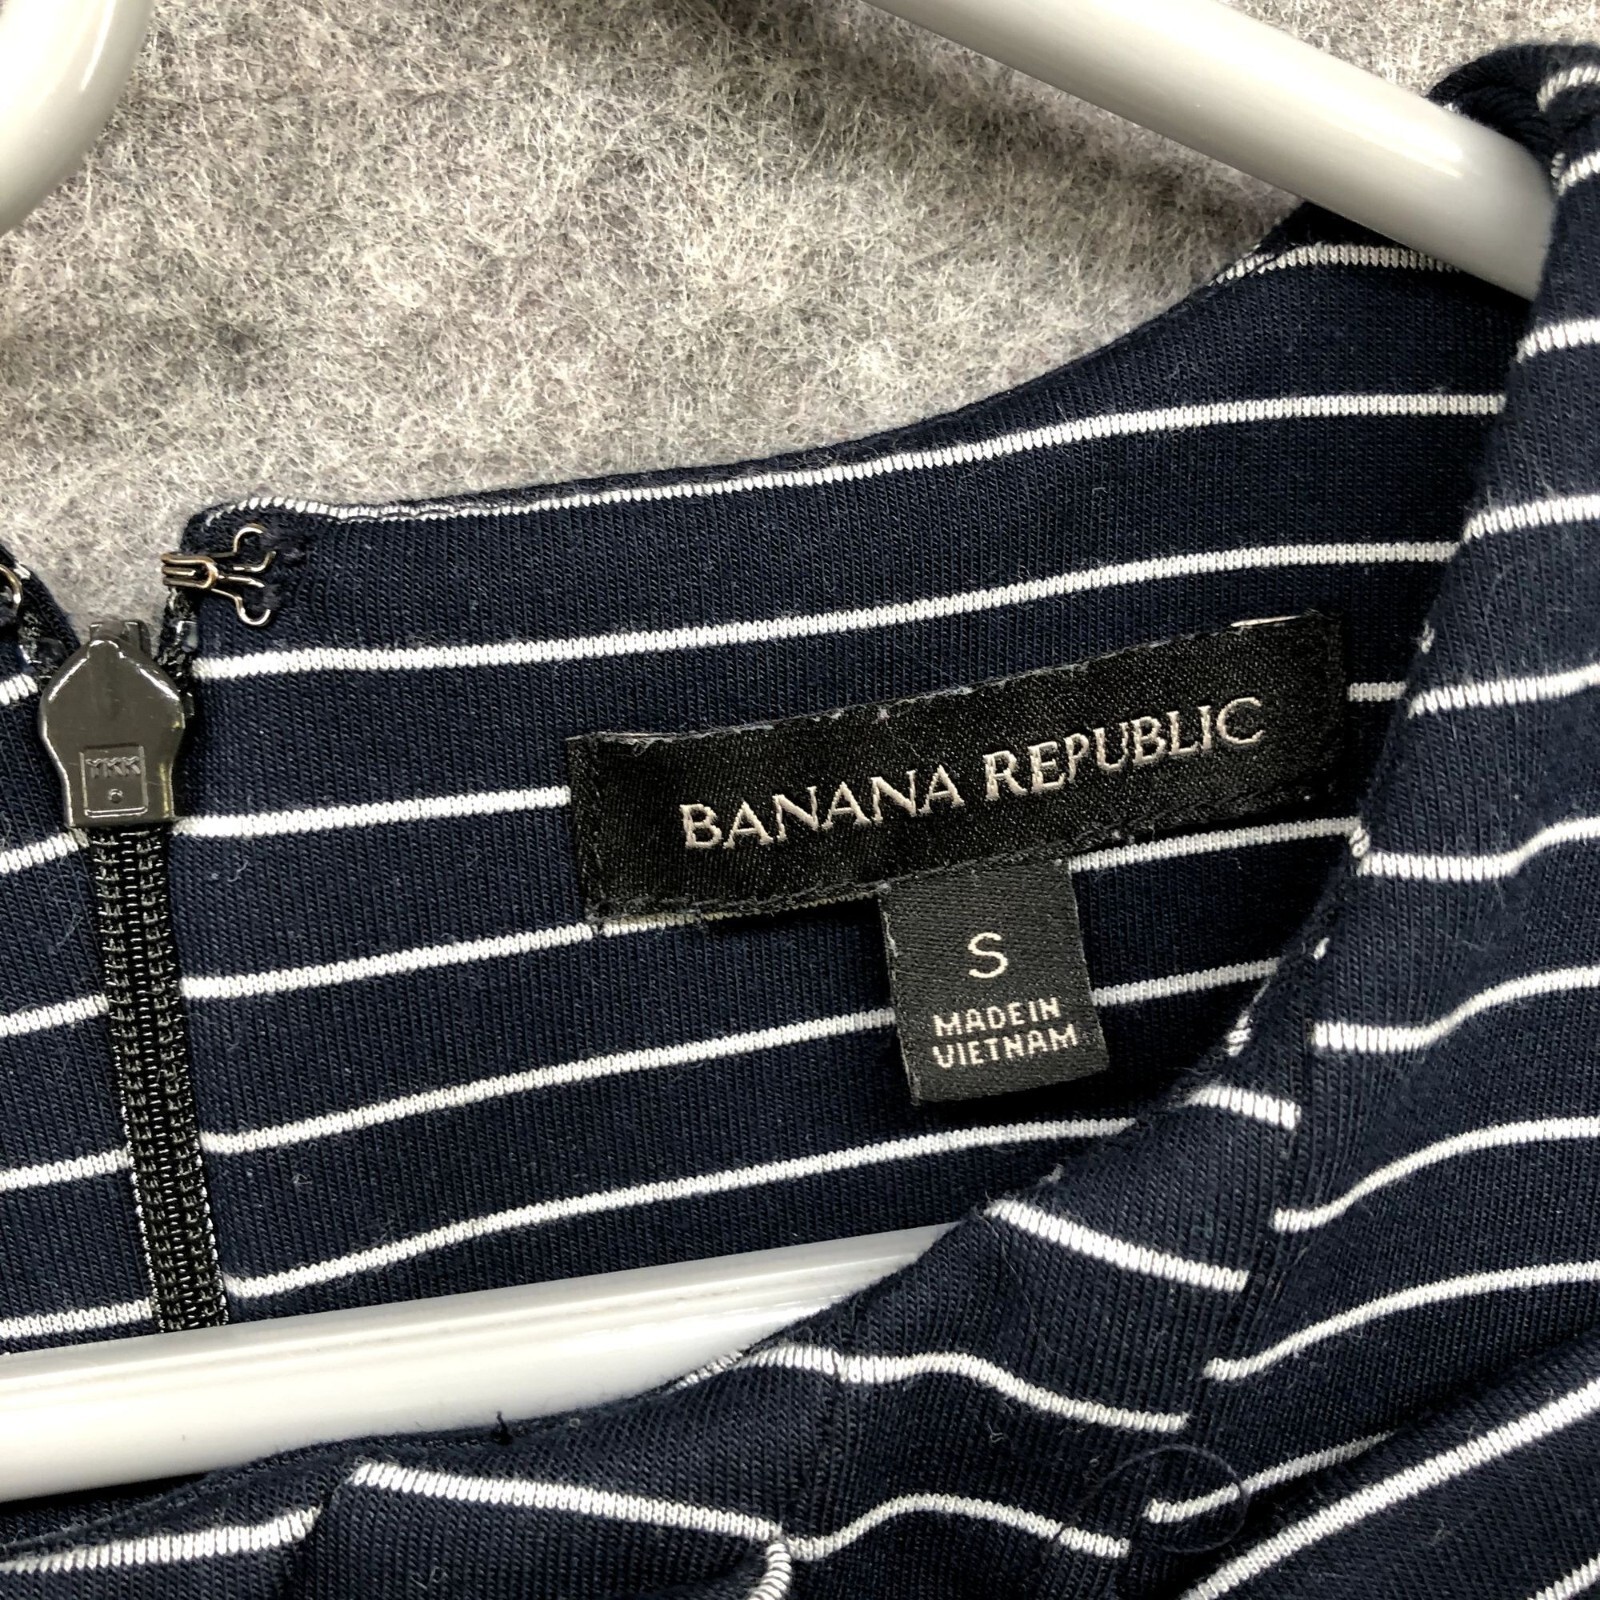 BANANA REPUBLIC
S
MADE IN
VIETNAM
YKK